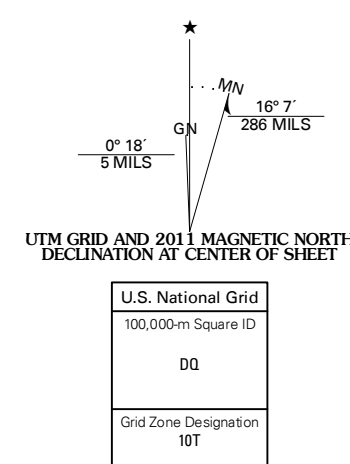 MN
GN
16° 7´
286 MILS
0° 18´
5 MILS
UTM GRID AND 2011 MAGNETIC NORTH
DECLINATION AT CENTER OF SHEET
U.S. National Grid
100,000-m Square ID
DQ
Grid Zone Designation
10T